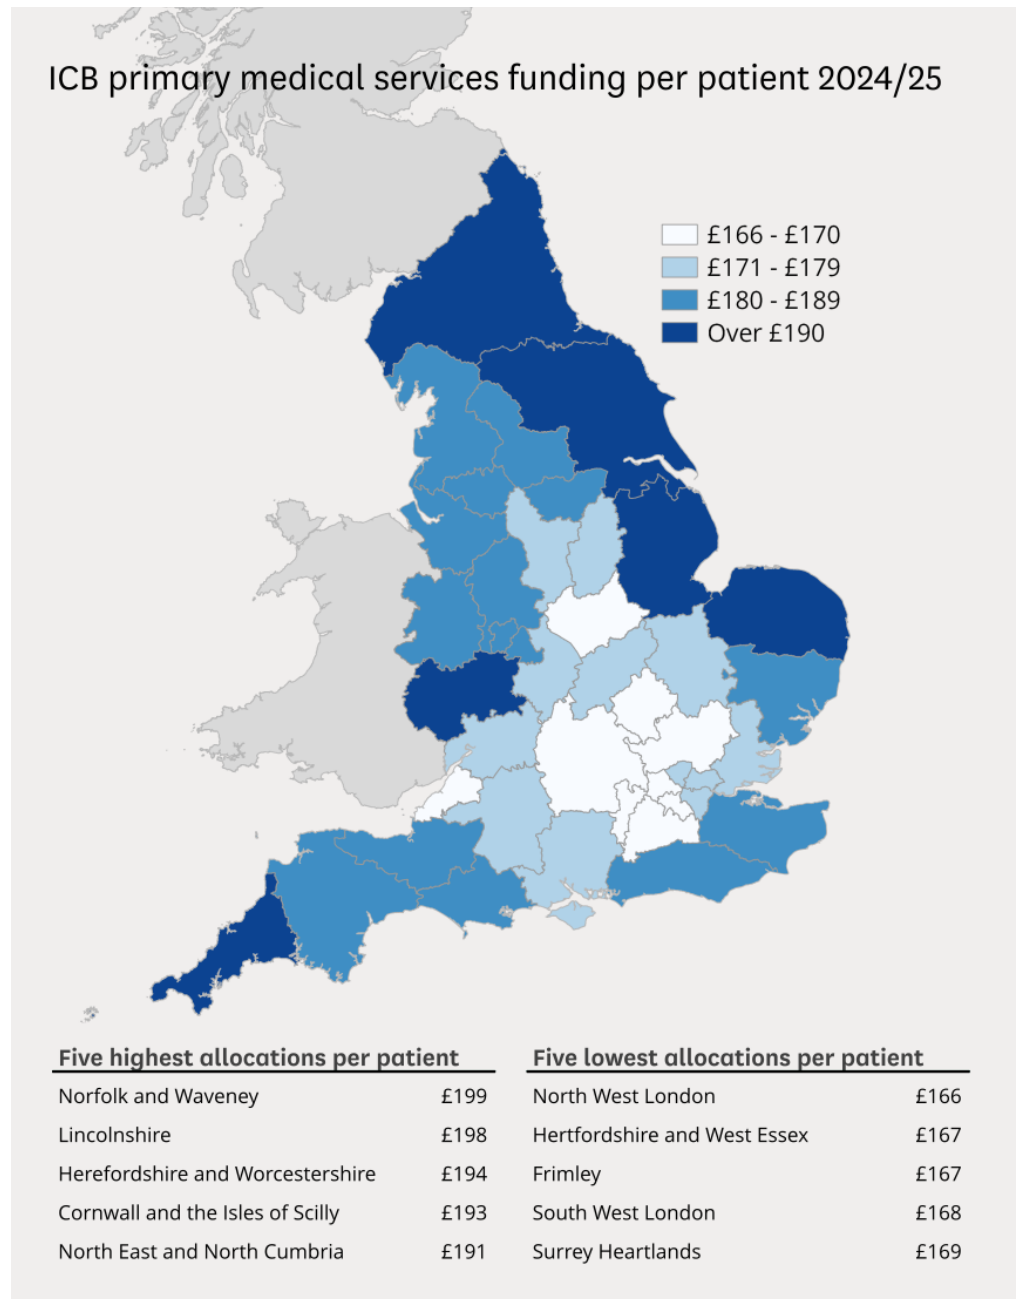 ICB primary medical services funding per patient 2024/25
£166 - £170
£171 - £179
£180 - £189
Over £190
Five highest allocations per patient
Norfolk and Waveney £199
Lincolnshire £198
Herefordshire and Worcestershire £194
Cornwall and the Isles of Scilly £193
North East and North Cumbria £191
Five lowest allocations per patient
North West London £166
Hertfordshire and West Essex £167
Frimley £167
South West London £168
Surrey Heartlands £169